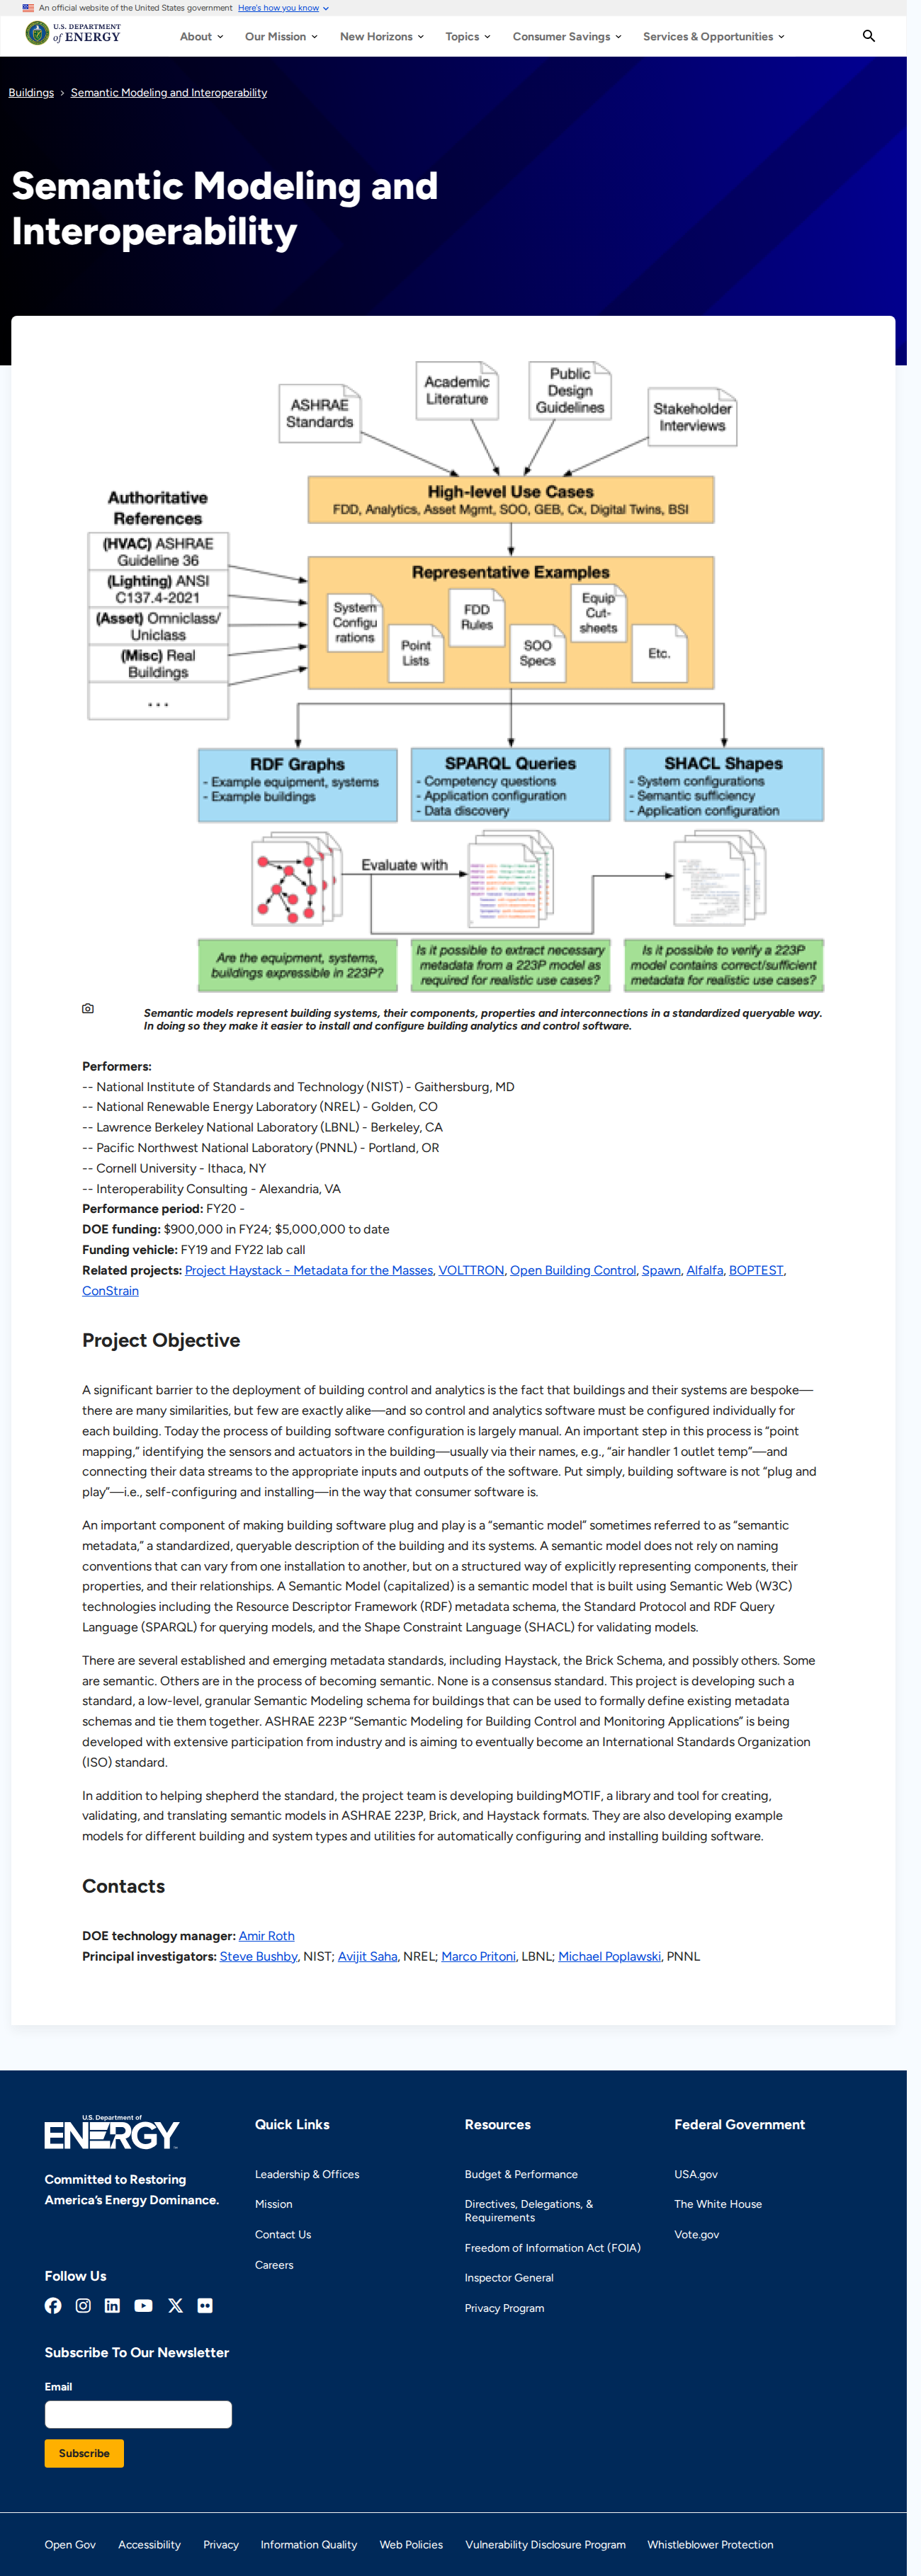 An official website of the United States government Here's how you know
U.S. DEPARTMENT
of ENERGY
About
Our Mission
New Horizons
Topics
Consumer Savings
Services & Opportunities
Buildings
Semantic Modeling and Interoperability
Semantic Modeling and
Interoperability
ASHRAE
Standards
Academic
Literature
Public
Design
Guidelines
Stakeholder
Interviews
High-level Use Cases
FDD, Analytics, Asset Mgmt, SOO, GEB, Cx, Digital Twins, BSI
Authoritative
References
(HVAC) ASHRAE
Guideline 36
(Lighting) ANSI
C137.4-2021
(Asset) Omniclass/
Uniclass
(Misc) Real
Buildings
. . .
Representative Examples
System
Configu
rations
Point
Lists
FDD
Rules
SOO
Specs
Equip
Cut-
sheets
Etc.
RDF Graphs
- Example equipment, systems
- Example buildings
SPARQL Queries
- Competency questions
- Application configuration
- Data discovery
SHACL Shapes
- System configurations
- Semantic sufficiency
- Application configuration
Evaluate with
Are the equipment, systems,
buildings expressible in 223P?
Is it possible to extract necessary
metadata from a 223P model as
required for realistic use cases?
Is it possible to verify a 223P
model contains correct/sufficient
metadata for realistic use cases?
Semantic models represent building systems, their components, properties and interconnections in a standardized queryable way.
In doing so they make it easier to install and configure building analytics and control software.
Performers:
-- National Institute of Standards and Technology (NIST) - Gaithersburg, MD
-- National Renewable Energy Laboratory (NREL) - Golden, CO
-- Lawrence Berkeley National Laboratory (LBNL) - Berkeley, CA
-- Pacific Northwest National Laboratory (PNNL) - Portland, OR
-- Cornell University - Ithaca, NY
-- Interoperability Consulting - Alexandria, VA
Performance period: FY20 -
DOE funding: $900,000 in FY24; $5,000,000 to date
Funding vehicle: FY19 and FY22 lab call
Related projects: Project Haystack - Metadata for the Masses, VOLTTRON, Open Building Control, Spawn, Alfalfa, BOPTEST,
ConStrain
Project Objective
A significant barrier to the deployment of building control and analytics is the fact that buildings and their systems are bespoke—
there are many similarities, but few are exactly alike—and so control and analytics software must be configured individually for
each building. Today the process of building software configuration is largely manual. An important step in this process is “point
mapping,” identifying the sensors and actuators in the building—usually via their names, e.g., “air handler 1 outlet temp”—and
connecting their data streams to the appropriate inputs and outputs of the software. Put simply, building software is not “plug and
play”—i.e., self-configuring and installing—in the way that consumer software is.
An important component of making building software plug and play is a “semantic model” sometimes referred to as “semantic
metadata,” a standardized, queryable description of the building and its systems. A semantic model does not rely on naming
conventions that can vary from one installation to another, but on a structured way of explicitly representing components, their
properties, and their relationships. A Semantic Model (capitalized) is a semantic model that is built using Semantic Web (W3C)
technologies including the Resource Descriptor Framework (RDF) metadata schema, the Standard Protocol and RDF Query
Language (SPARQL) for querying models, and the Shape Constraint Language (SHACL) for validating models.
There are several established and emerging metadata standards, including Haystack, the Brick Schema, and possibly others. Some
are semantic. Others are in the process of becoming semantic. None is a consensus standard. This project is developing such a
standard, a low-level, granular Semantic Modeling schema for buildings that can be used to formally define existing metadata
schemas and tie them together. ASHRAE 223P “Semantic Modeling for Building Control and Monitoring Applications” is being
developed with extensive participation from industry and is aiming to eventually become an International Standards Organization
(ISO) standard.
In addition to helping shepherd the standard, the project team is developing buildingMOTIF, a library and tool for creating,
validating, and translating semantic models in ASHRAE 223P, Brick, and Haystack formats. They are also developing example
models for different building and system types and utilities for automatically configuring and installing building software.
Contacts
DOE technology manager: Amir Roth
Principal investigators: Steve Bushby, NIST; Avijit Saha, NREL; Marco Pritoni, LBNL; Michael Poplawski, PNNL
U.S. Department of
ENERGY
Committed to Restoring
America’s Energy Dominance.
Follow Us
Subscribe To Our Newsletter
Email
Subscribe
Quick Links
Leadership & Offices
Mission
Contact Us
Careers
Resources
Budget & Performance
Directives, Delegations, &
Requirements
Freedom of Information Act (FOIA)
Inspector General
Privacy Program
Federal Government
USA.gov
The White House
Vote.gov
Open Gov
Accessibility
Privacy
Information Quality
Web Policies
Vulnerability Disclosure Program
Whistleblower Protection